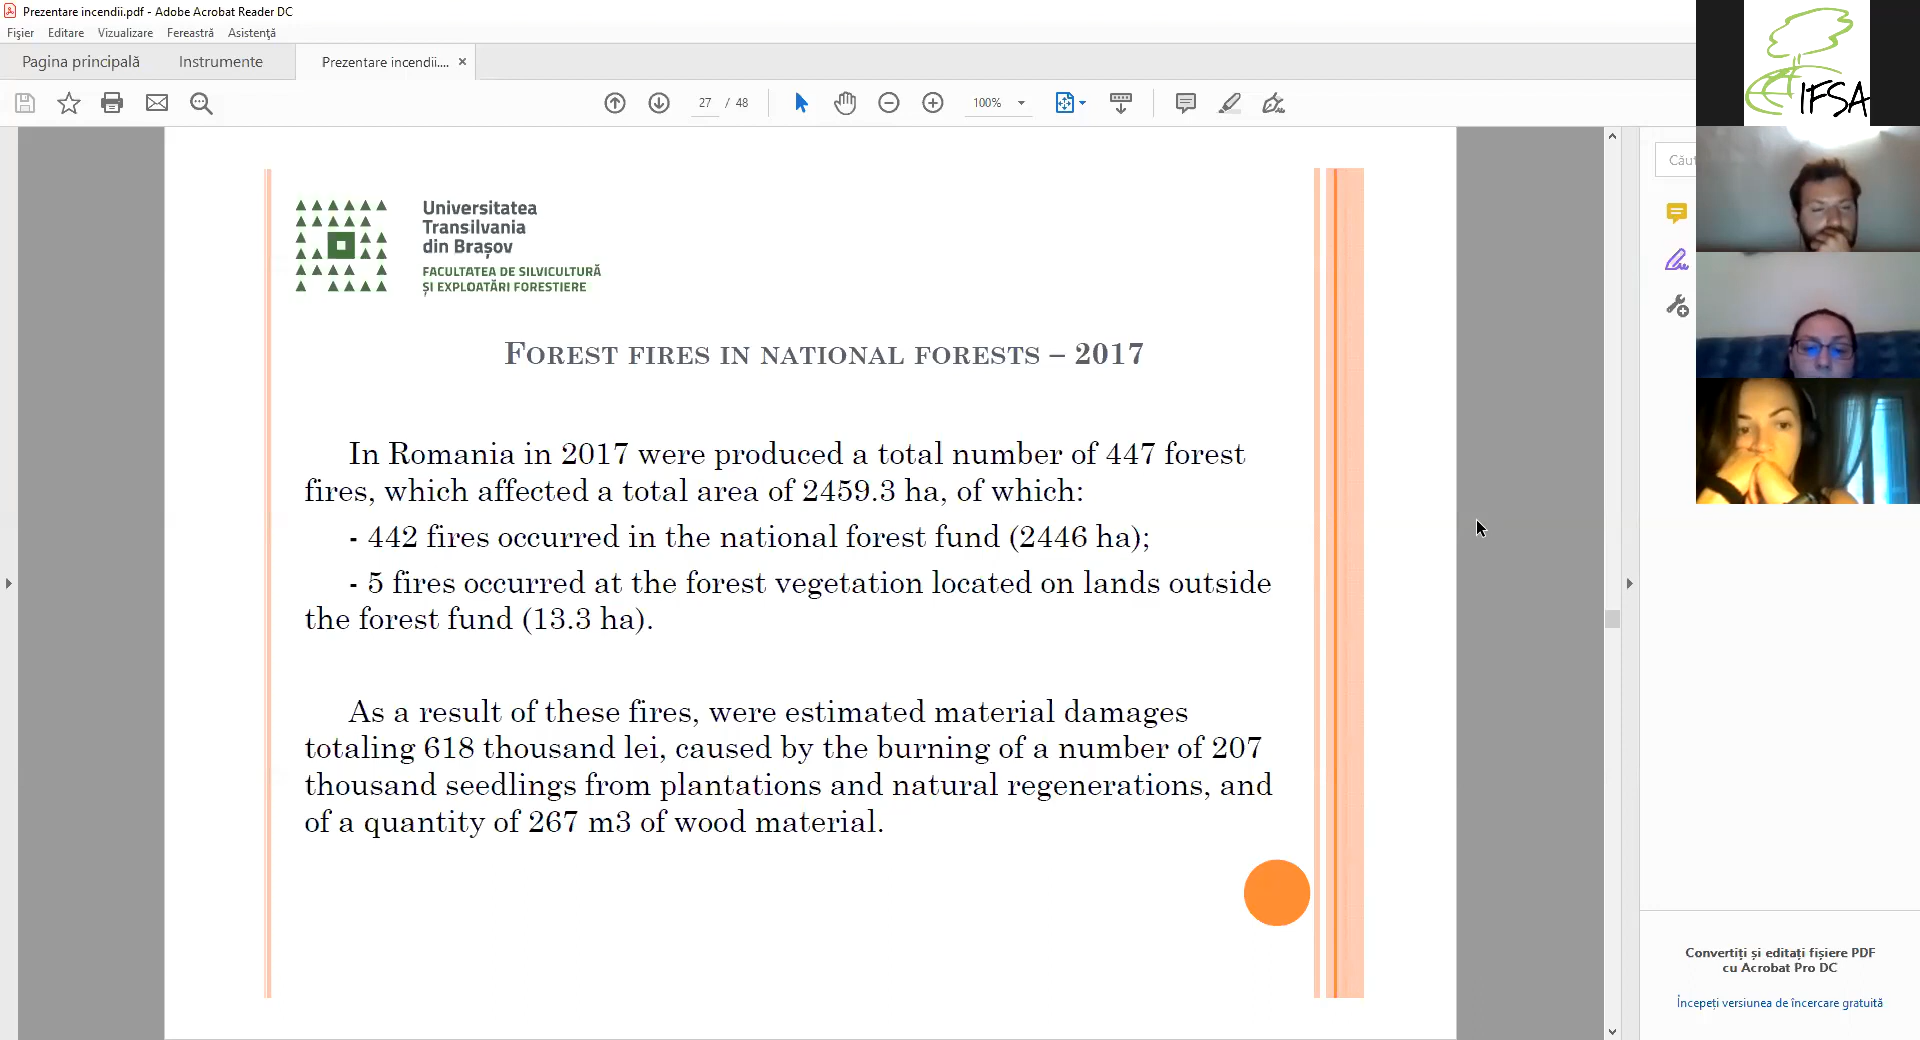 Prezentare incendii.pdf - Adobe Acrobat Reader DC
Fişier Editare Vizualizare Fereastră Asistenţă
Pagina principală Instrumente Prezentare incendii.... ×
27 / 48 100%
IFSA
Universitatea
Transilvania
din Brașov
FACULTATEA DE SILVICULTURĂ
ȘI EXPLOATĂRI FORESTIERE
FOREST FIRES IN NATIONAL FORESTS – 2017
In Romania in 2017 were produced a total number of 447 forest
fires, which affected a total area of 2459.3 ha, of which:
- 442 fires occurred in the national forest fund (2446 ha);
- 5 fires occurred at the forest vegetation located on lands outside
the forest fund (13.3 ha).
As a result of these fires, were estimated material damages
totaling 618 thousand lei, caused by the burning of a number of 207
thousand seedlings from plantations and natural regenerations, and
of a quantity of 267 m3 of wood material.
Convertiți și editați fișiere PDF
cu Acrobat Pro DC
Începeți versiunea de încercare gratuită